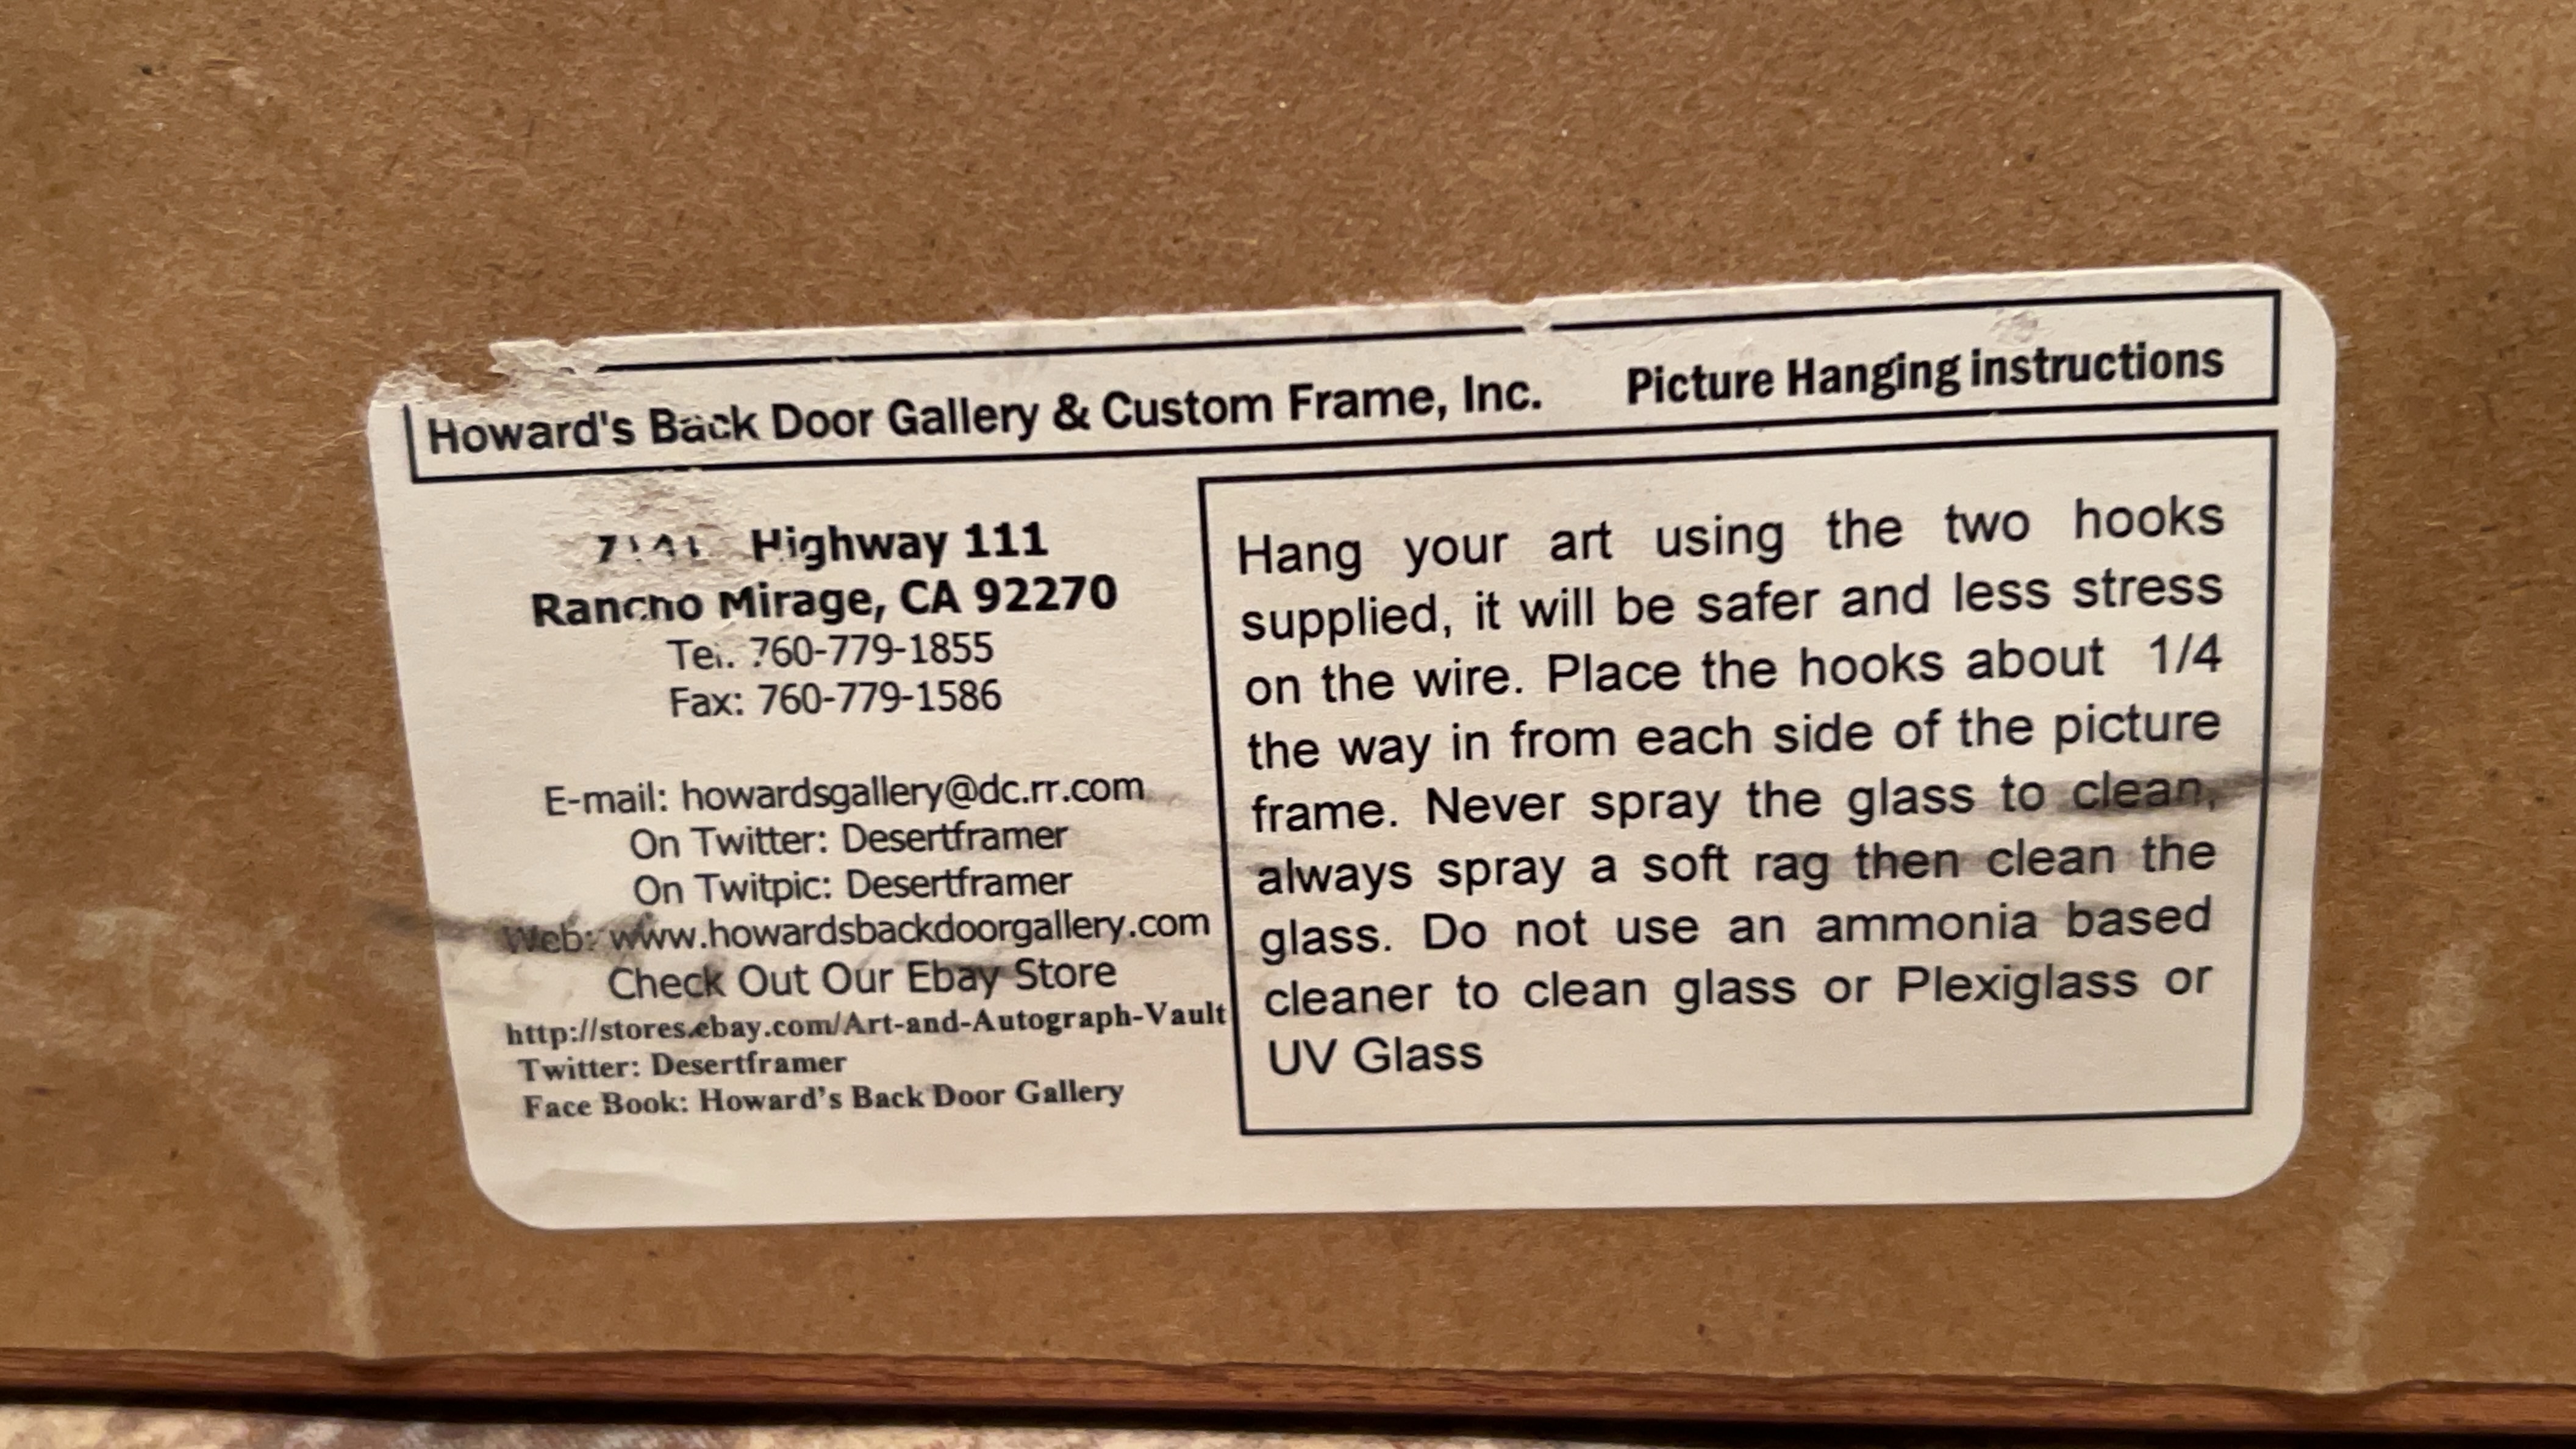 Howard's Back Door Gallery & Custom Frame, Inc. Picture Hanging instructions
Highway 111
Rancho Mirage, CA 92270
Tel. 760-779-1855
Fax: 760-779-1586
E-mail: howardsgallery@dc.rr.com
On Twitter: Desertframer
On Twitpic: Desertframer
Web: www.howardsbackdoorgallery.com
Check Out Our Ebay Store
http://stores.ebay.com/Art-and-Autograph-Vault
Twitter: Desertframer
Face Book: Howard's Back Door Gallery
Hang your art using the two hooks
supplied, it will be safer and less stress
on the wire. Place the hooks about 1/4
the way in from each side of the picture
frame. Never spray the glass to clean,
always spray a soft rag then clean the
glass. Do not use an ammonia based
cleaner to clean glass or Plexiglass or
UV Glass